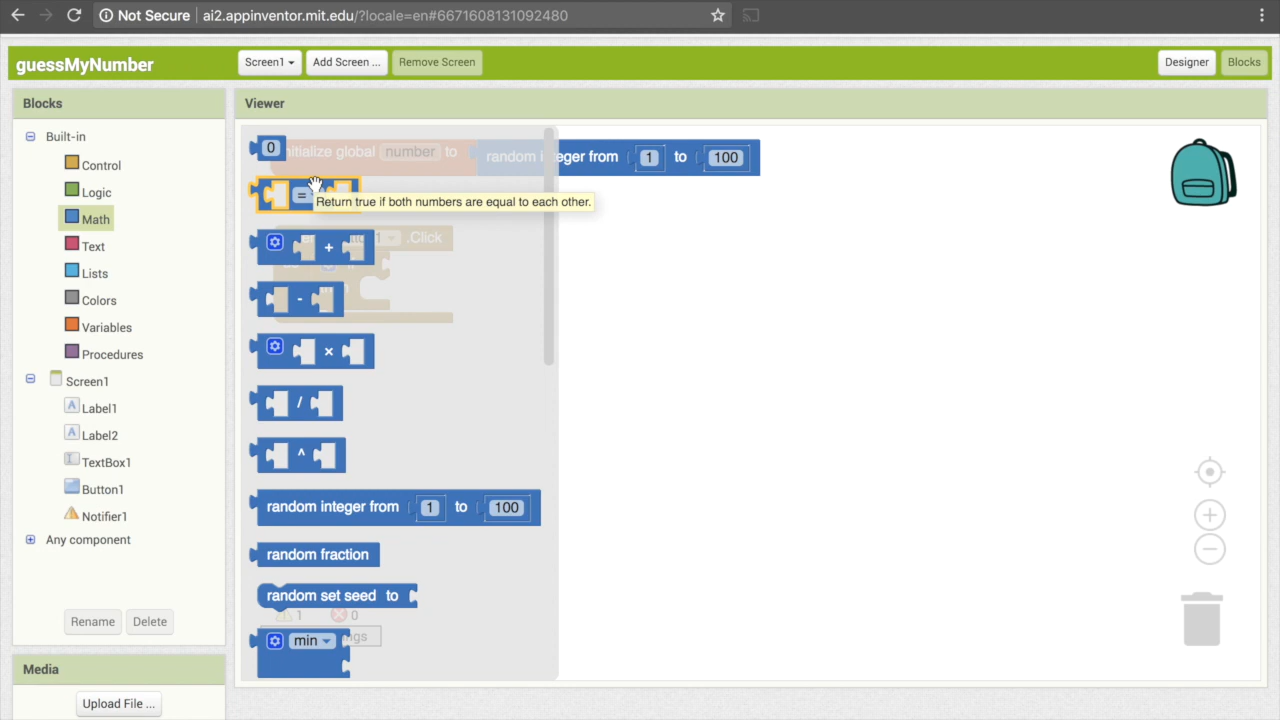 Not Secure | ai2.appinventor.mit.edu/?locale=en#6671608131092480
guessMyNumber
Screen1 Add Screen ... Remove Screen Designer Blocks
Blocks
Viewer
Built-in
Control
Logic
Math
Text
Lists
Colors
Variables
Procedures
Screen1
Label1
Label2
TextBox1
Button1
Notifier1
Any component
Rename Delete
Media
Upload File ...
0
initialize global number to random integer from 1 to 100
=
Return true if both numbers are equal to each other.
+
1 .Click
-
×
/
^
random integer from 1 to 100
random fraction
random set seed to
1 0
min